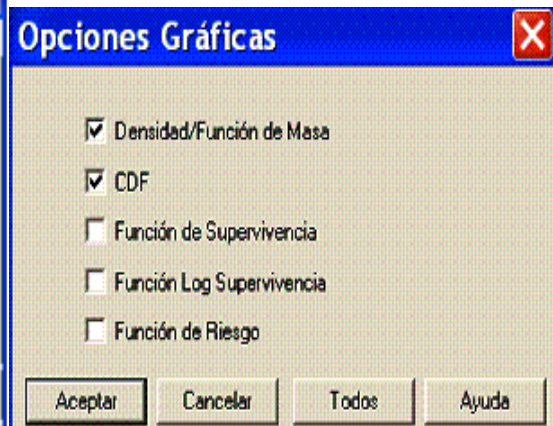 Opciones Gráficas
Densidad/Función de Masa
CDF
Función de Supervivencia
Función Log Supervivencia
Función de Riesgo
Aceptar Cancelar Todos Ayuda